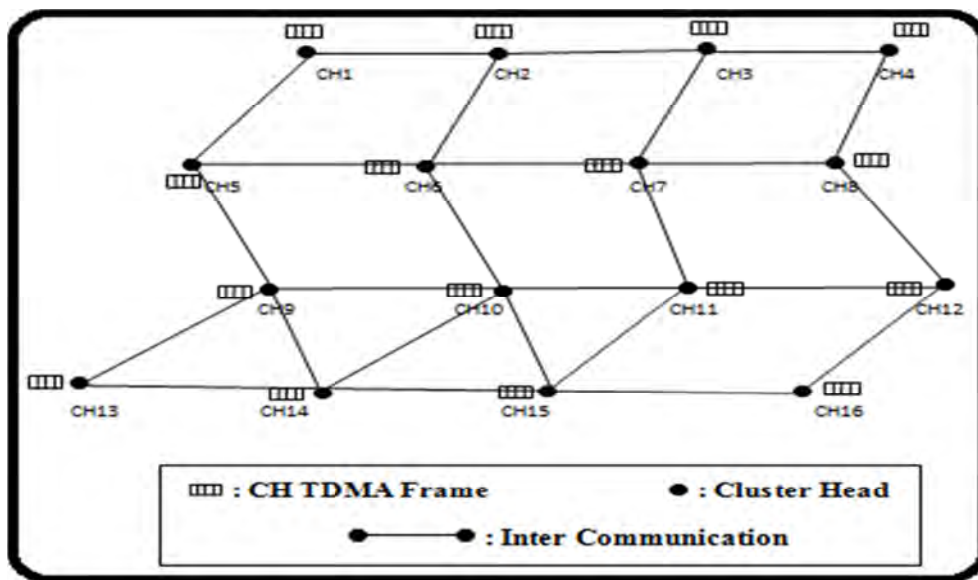 CH1 CH2 CH3 CH4
CH5 CH6 CH7 CH8
CH9 CH10 CH11 CH12
CH13 CH14 CH15 CH16
: CH TDMA Frame : Cluster Head
: Inter Communication